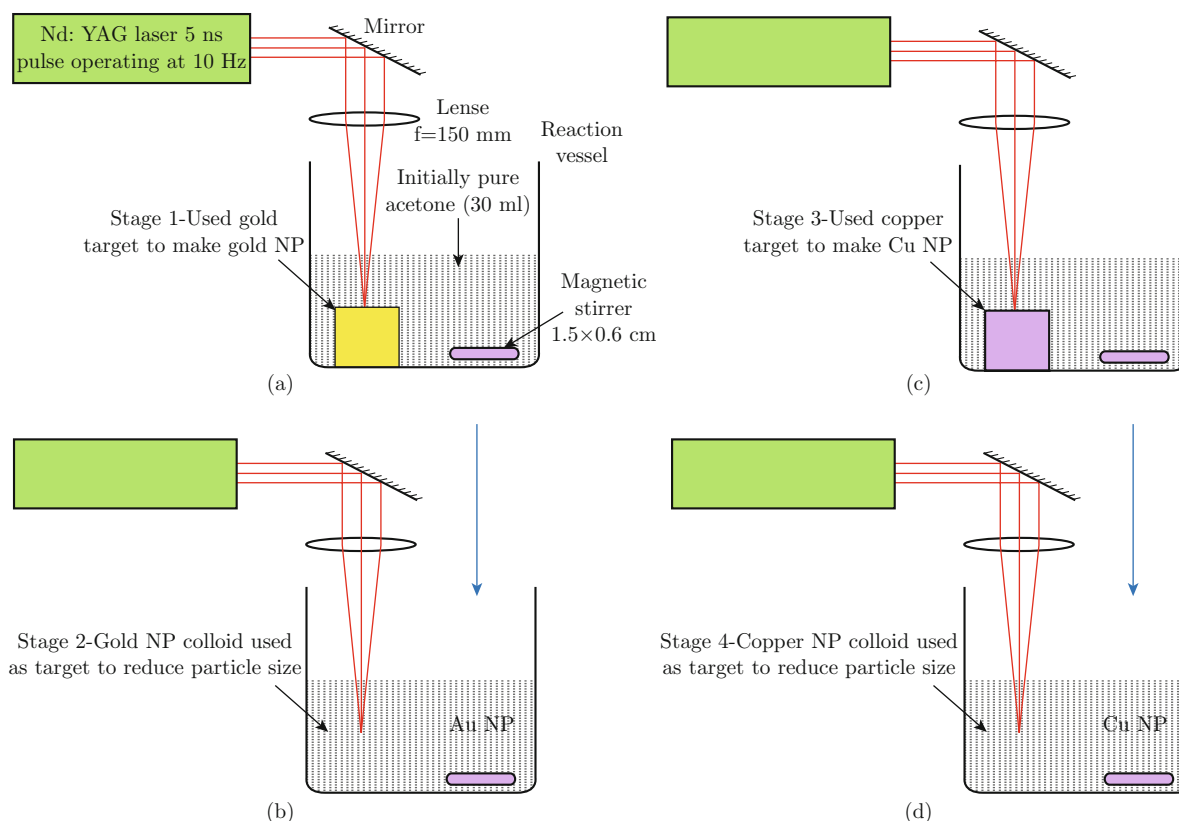 Nd: YAG laser 5 ns
pulse operating at 10 Hz
Mirror
Lense
f=150 mm
Reaction
vessel
Initially pure
acetone (30 ml)
Stage 1-Used gold
target to make gold NP
Magnetic
stirrer
1.5×0.6 cm
(a)
Stage 3-Used copper
target to make Cu NP
(c)
Stage 2-Gold NP colloid used
as target to reduce particle size
Au NP
(b)
Stage 4-Copper NP colloid used
as target to reduce particle size
Cu NP
(d)